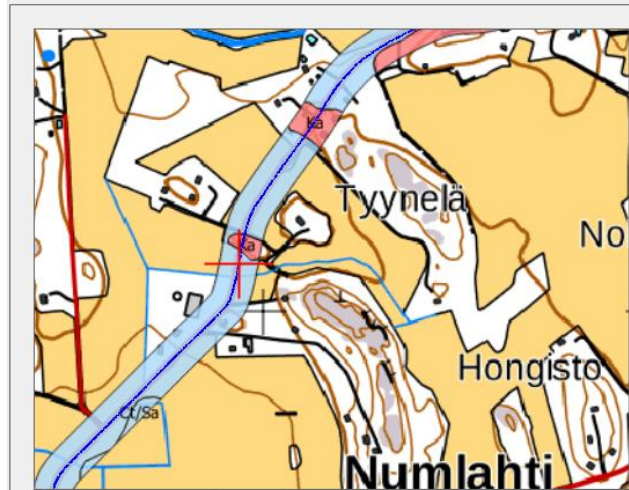 Ka
Tyynelä
No
Ka
Hongisto
Ct/Sa
Numlahti